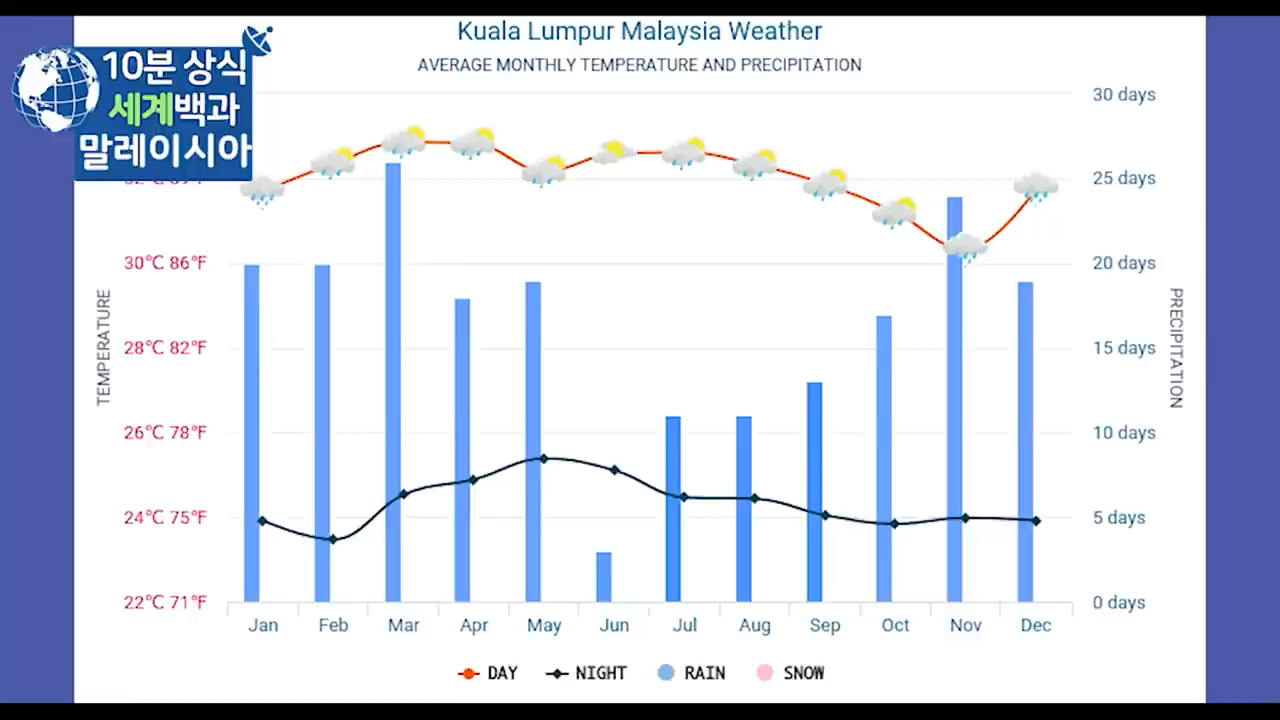 Kuala Lumpur Malaysia Weather
AVERAGE MONTHLY TEMPERATURE AND PRECIPITATION
10분 상식
세계백과
말레이시아
30 days
25 days
30°C 86°F
20 days
28°C 82°F
15 days
26°C 78°F
10 days
24°C 75°F
5 days
22°C 71°F
0 days
TEMPERATURE
PRECIPITATION
Jan Feb Mar Apr May Jun Jul Aug Sep Oct Nov Dec
DAY NIGHT RAIN SNOW